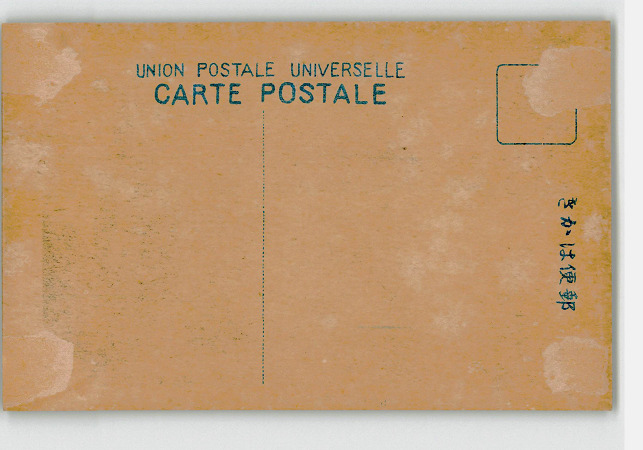 UNION POSTALE UNIVERSELLE
CARTE POSTALE
きかは便郵